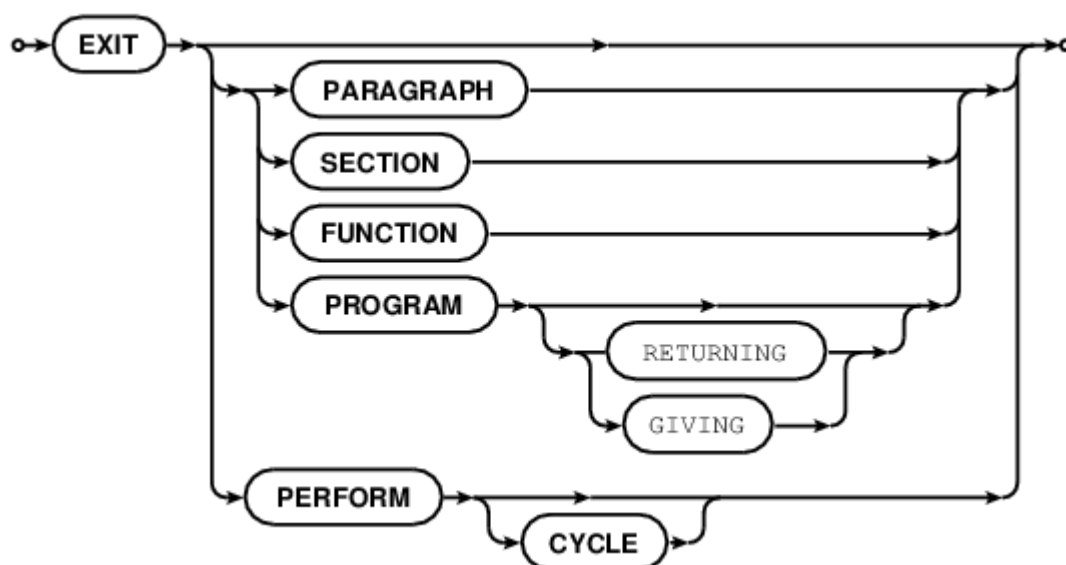 EXIT
PARAGRAPH
SECTION
FUNCTION
PROGRAM
RETURNING
GIVING
PERFORM
CYCLE